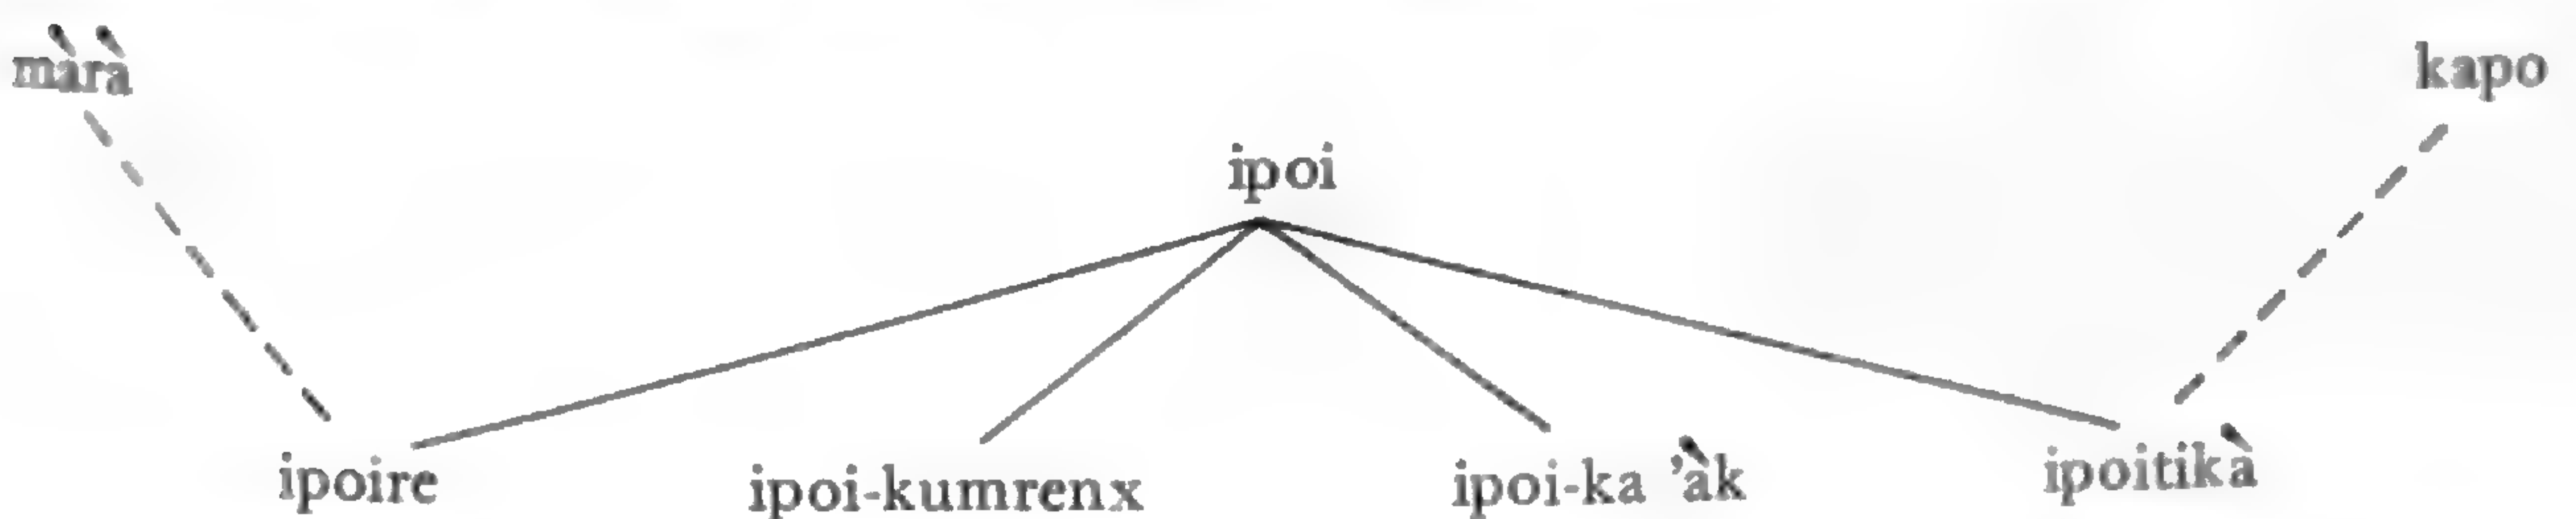 màrà
kapo
ipoi
ipoire
ipoi-kumrenx
ipoi-ka 'àk
ipoitikà